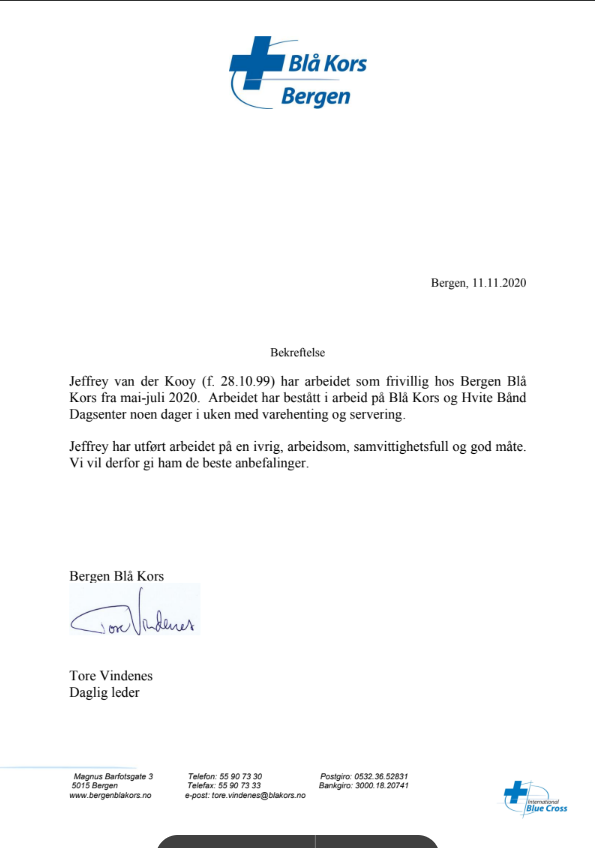 Blå Kors
Bergen
Bergen, 11.11.2020
Bekreftelse
Jeffrey van der Kooy (f. 28.10.99) har arbeidet som frivillig hos Bergen Blå
Kors fra mai-juli 2020. Arbeidet har bestått i arbeid på Blå Kors og Hvite Bånd
Dagsenter noen dager i uken med varehenting og servering.
Jeffrey har utført arbeidet på en ivrig, arbeidsom, samvittighetsfull og god måte.
Vi vil derfor gi ham de beste anbefalinger.
Bergen Blå Kors
Tore Vindenes
Tore Vindenes
Daglig leder
Magnus Barfotsgate 3 Telefon: 55 90 73 30 Postgiro: 0532.36.52831
5015 Bergen Telefax: 55 90 73 33 Bankgiro: 3000.18.20741
www.bergenblakors.no e-post: tore.vindenes@blakors.no
International
Blue Cross